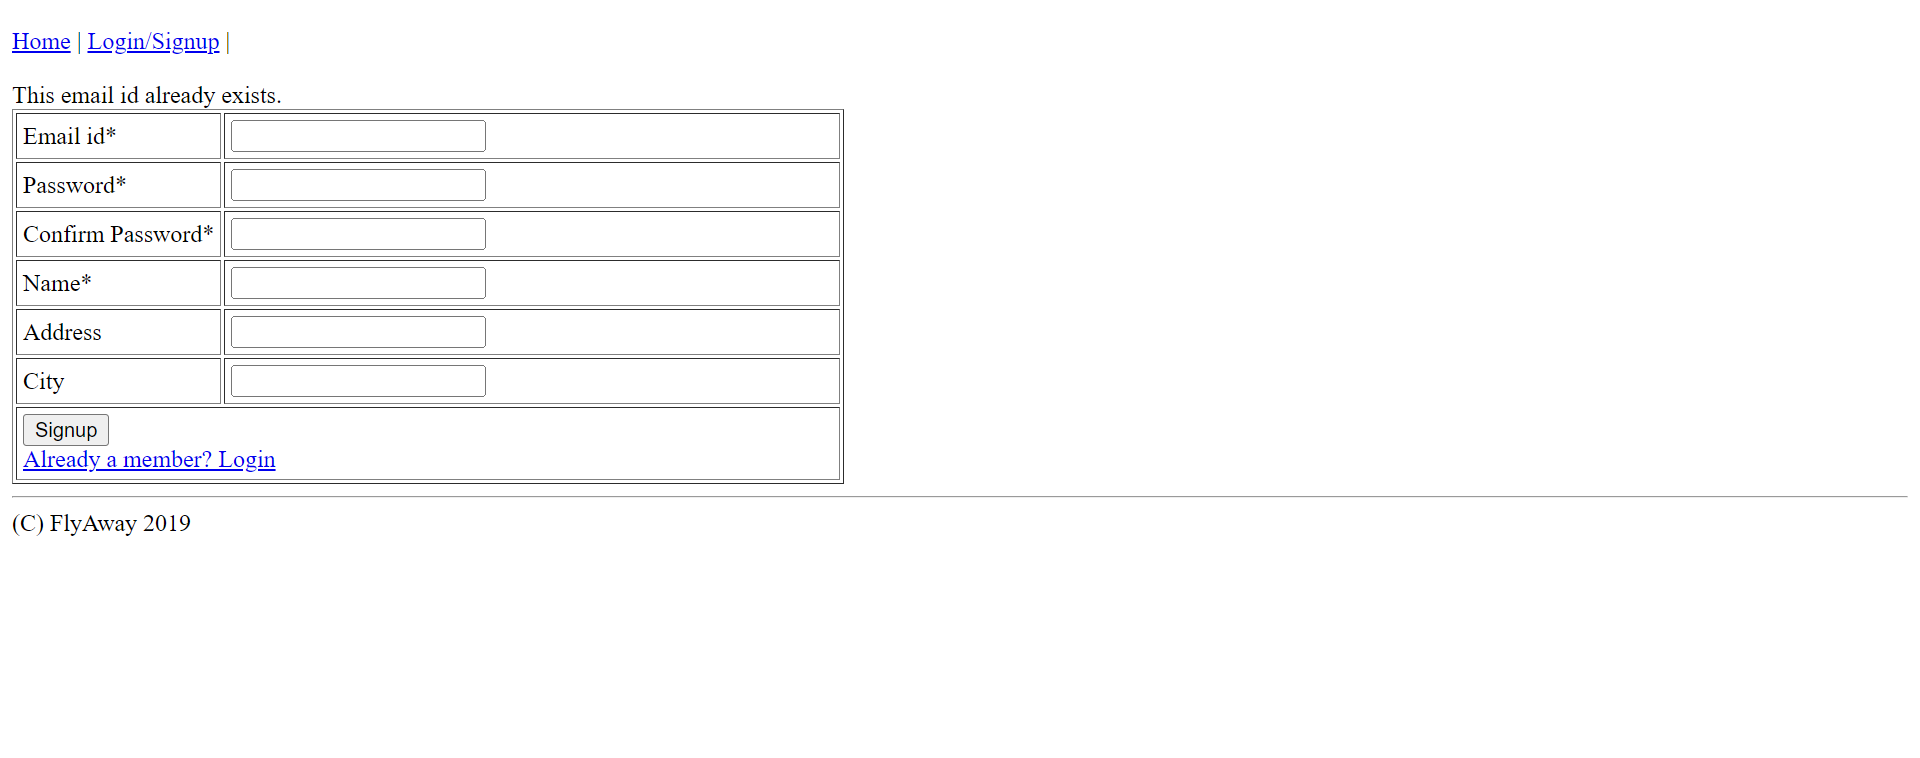 Home | Login/Signup |
This email id already exists.
Email id*
Password*
Confirm Password*
Name*
Address
City
Signup
Already a member? Login
(C) FlyAway 2019